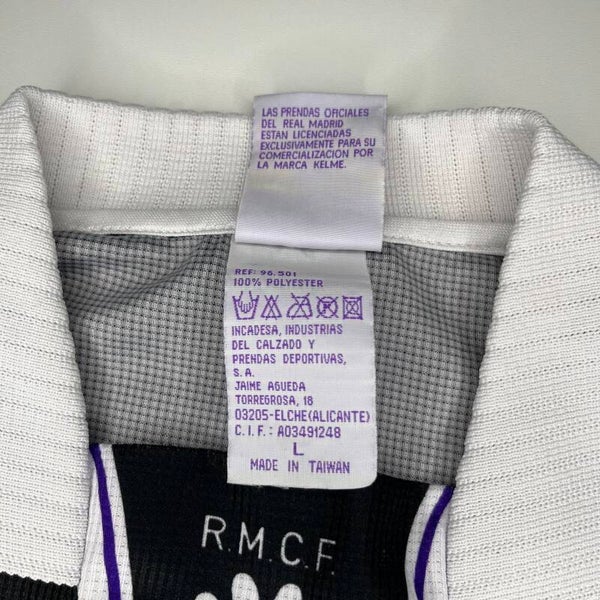 LAS PRENDAS OFICIALES
DEL REAL MADRID
ESTAN LICENCIADAS
EXCLUSIVAMENTE PARA SU
COMERCIALIZACION POR
LA MARCA KELME.
REF: 96.501
100% POLYESTER
INCADESA, INDUSTRIAS
DEL CALZADO Y
PRENDAS DEPORTIVAS,
S.A.
JAIME AGUEDA
TORREGROSA, 18
03205-ELCHE(ALICANTE)
C.I.F.: A03491248
L
MADE IN TAIWAN
R.M.C.F.